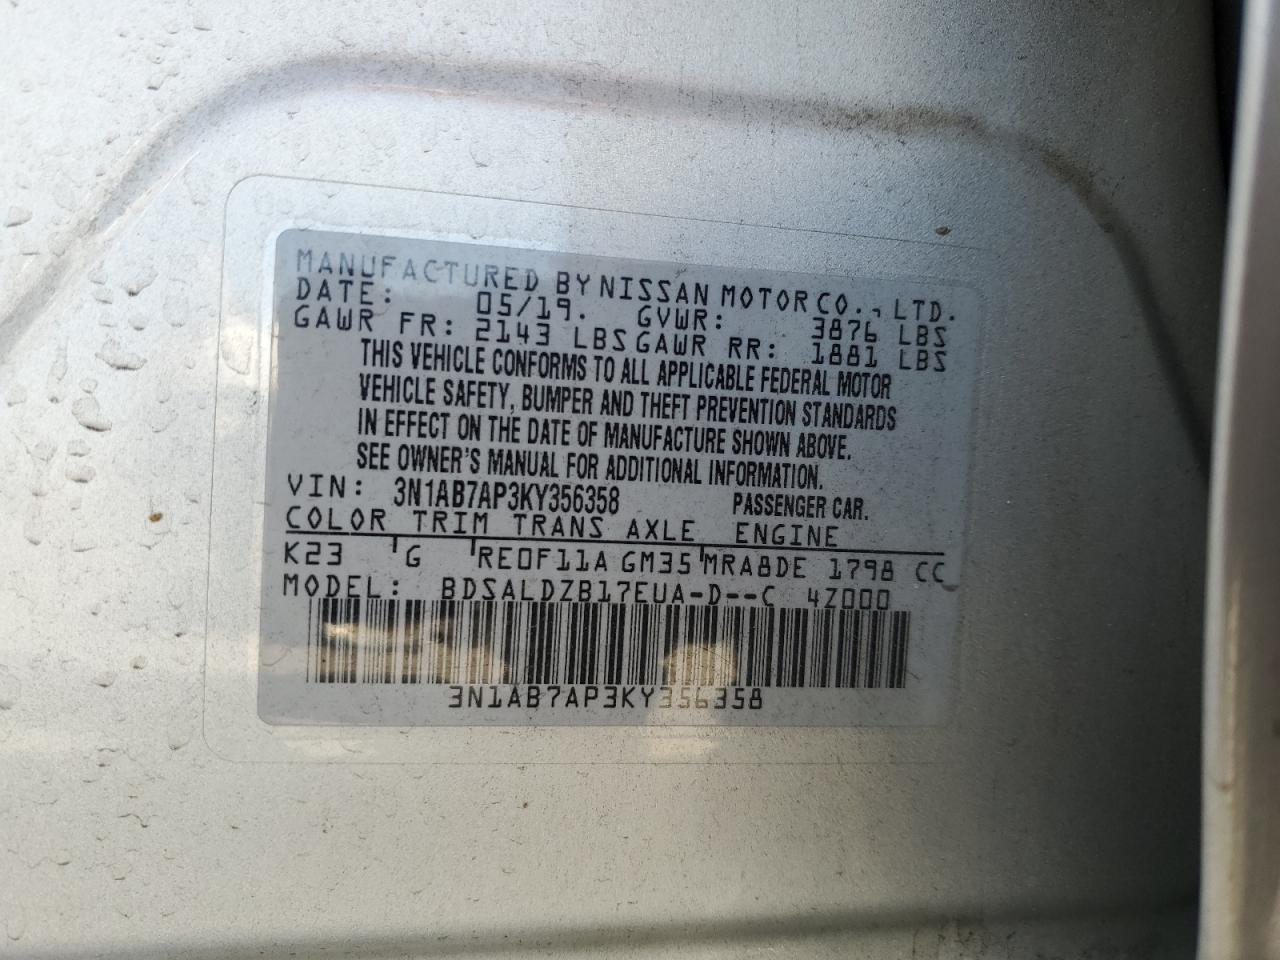 MANUFACTURED BY NISSAN MOTOR CO., LTD.
DATE: 05/19. GVWR: 3876 LBS
GAWR FR: 2143 LBS GAWR RR: 1881 LBS
THIS VEHICLE CONFORMS TO ALL APPLICABLE FEDERAL MOTOR
VEHICLE SAFETY, BUMPER AND THEFT PREVENTION STANDARDS
IN EFFECT ON THE DATE OF MANUFACTURE SHOWN ABOVE.
SEE OWNER'S MANUAL FOR ADDITIONAL INFORMATION.
VIN: 3N1AB7AP3KY356358 PASSENGER CAR.
COLOR TRIM TRANS AXLE ENGINE
K23 G RE0F11A GM35 MRA8DE 1798 CC
MODEL: BDSALDZB17EUA-D--C 4Z000
3N1AB7AP3KY356358